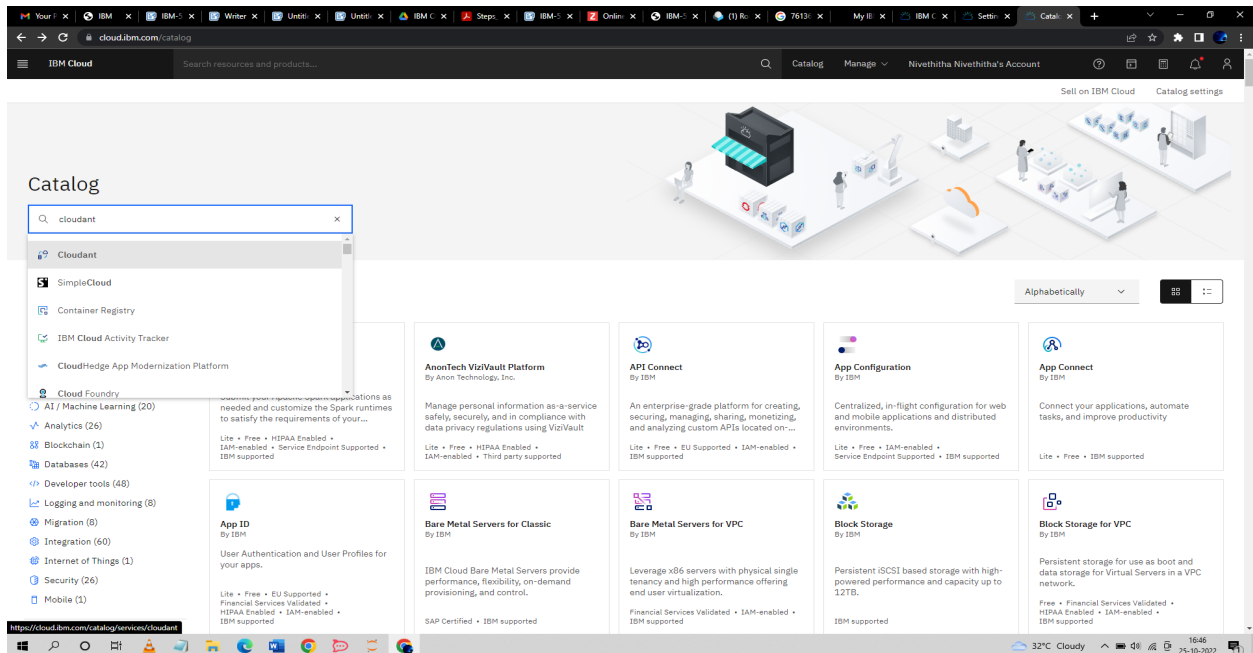 Your F
IBM
IBM-5
Writer
Untitl
Untitl
IBM C
Steps_
IBM-5
Online
IBM-5
(1) Ro
76136
My IB
IBM C
Settin
Catalo
cloud.ibm.com/catalog
IBM Cloud
Search resources and products...
Catalog
Manage
Nivethitha Nivethitha's Account
Sell on IBM Cloud
Catalog settings
Catalog
cloudant
Cloudant
SimpleCloud
Container Registry
IBM Cloud Activity Tracker
CloudHedge App Modernization Platform
Cloud Foundry
Alphabetically
AI / Machine Learning (20)
Analytics (26)
Blockchain (1)
Databases (42)
Developer tools (48)
Logging and monitoring (8)
Migration (8)
Integration (60)
Internet of Things (1)
Security (26)
Mobile (1)
Submit your Apache Spark applications as
needed and customize the Spark runtimes
to satisfy the requirements of your...
Lite • Free • HIPAA Enabled •
IAM-enabled • Service Endpoint Supported •
IBM supported
AnonTech ViziVault Platform
By Anon Technology, Inc.
Manage personal information as-a-service
safely, securely, and in compliance with
data privacy regulations using ViziVault
Lite • Free • HIPAA Enabled •
IAM-enabled • Third party supported
API Connect
By IBM
An enterprise-grade platform for creating,
securing, managing, sharing, monetizing,
and analyzing custom APIs located on-...
Lite • Free • EU Supported • IAM-enabled •
IBM supported
App Configuration
By IBM
Centralized, in-flight configuration for web
and mobile applications and distributed
environments.
Lite • Free • IAM-enabled •
Service Endpoint Supported • IBM supported
App Connect
By IBM
Connect your applications, automate
tasks, and improve productivity
Lite • Free • IBM supported
App ID
By IBM
User Authentication and User Profiles for
your apps.
Lite • Free • EU Supported •
Financial Services Validated •
HIPAA Enabled • IAM-enabled •
IBM supported
Bare Metal Servers for Classic
By IBM
IBM Cloud Bare Metal Servers provide
performance, flexibility, on-demand
provisioning, and control.
SAP Certified • IBM supported
Bare Metal Servers for VPC
By IBM
Leverage x86 servers with physical single
tenancy and high performance offering
end user virtualization.
Financial Services Validated • IAM-enabled •
IBM supported
Block Storage
By IBM
Persistent iSCSI based storage with high-
powered performance and capacity up to
12TB.
IBM supported
Block Storage for VPC
By IBM
Persistent storage for use as boot and
data storage for Virtual Servers in a VPC
network.
Free • Financial Services Validated •
HIPAA Enabled • IAM-enabled •
IBM supported
https://cloud.ibm.com/catalog/services/cloudant
32°C Cloudy
16:46
25-10-2022